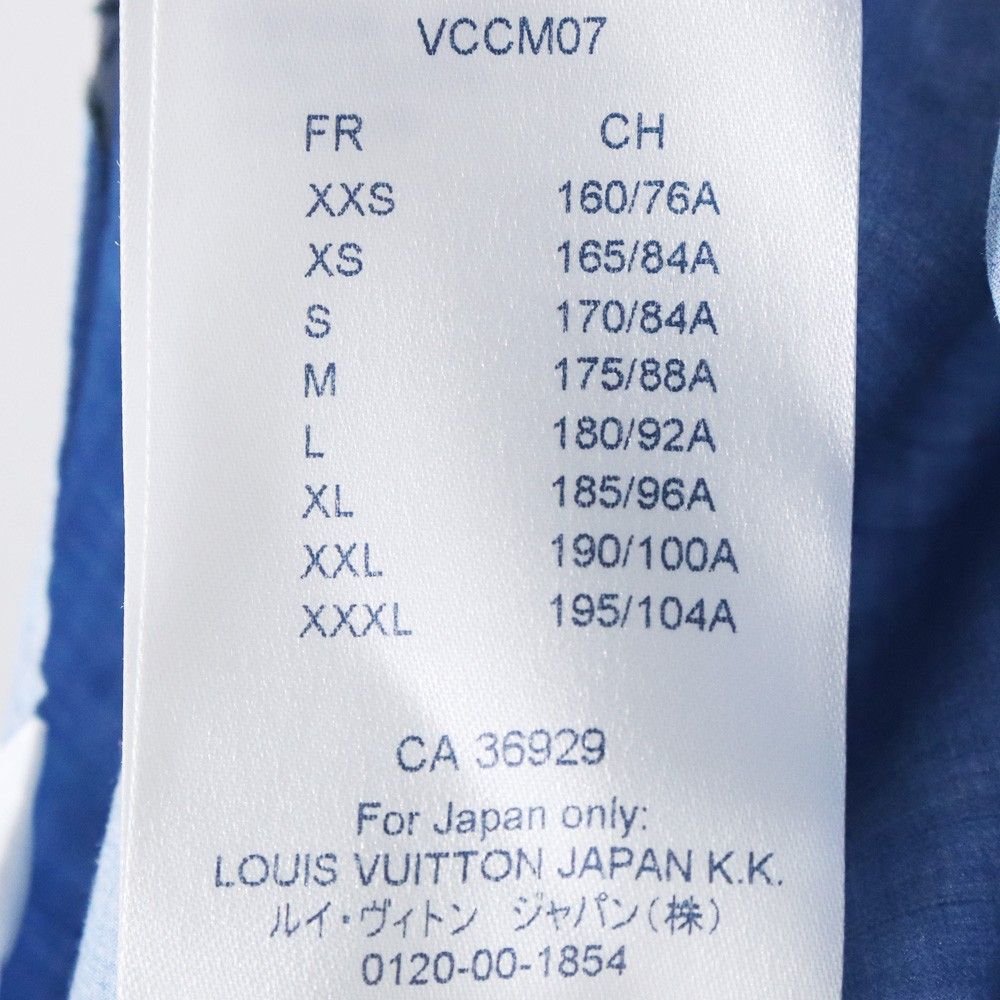 VCCM07
FR CH
XXS 160/76A
XS 165/84A
S 170/84A
M 175/88A
L 180/92A
XL 185/96A
XXL 190/100A
XXXL 195/104A
CA 36929
For Japan only:
LOUIS VUITTON JAPAN K.K.
ルイ・ヴィトン ジャパン(株)
0120-00-1854